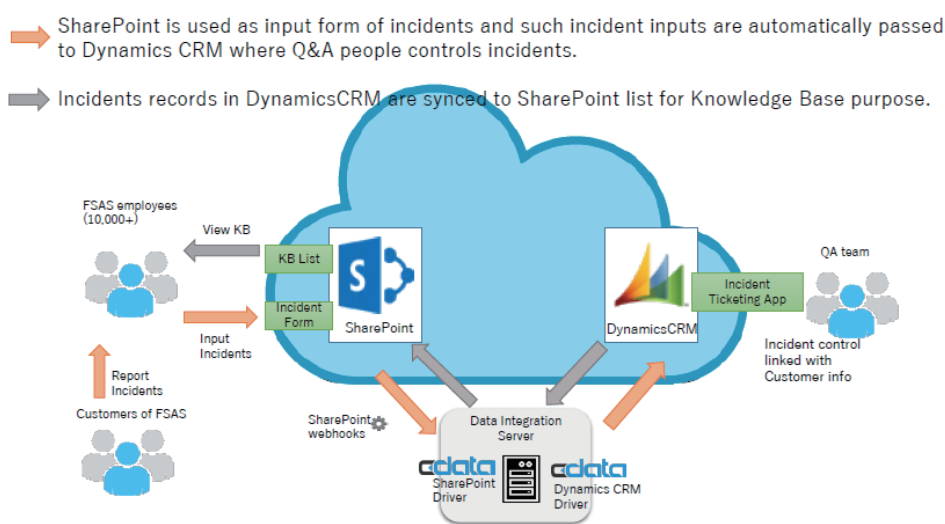 SharePoint is used as input form of incidents and such incident inputs are automatically passed
to Dynamics CRM where Q&A people controls incidents.
Incidents records in DynamicsCRM are synced to SharePoint list for Knowledge Base purpose.
FSAS employees
(10,000+)
View KB
KB List
Incident
Form
S
SharePoint
Input
Incidents
DynamicsCRM
Incident
Ticketing App
QA team
Incident control
linked with
Customer info
Report
Incidents
Customers of FSAS
SharePoint
webhooks
Data Integration
Server
cdata
SharePoint
Driver
cdata
Dynamics CRM
Driver